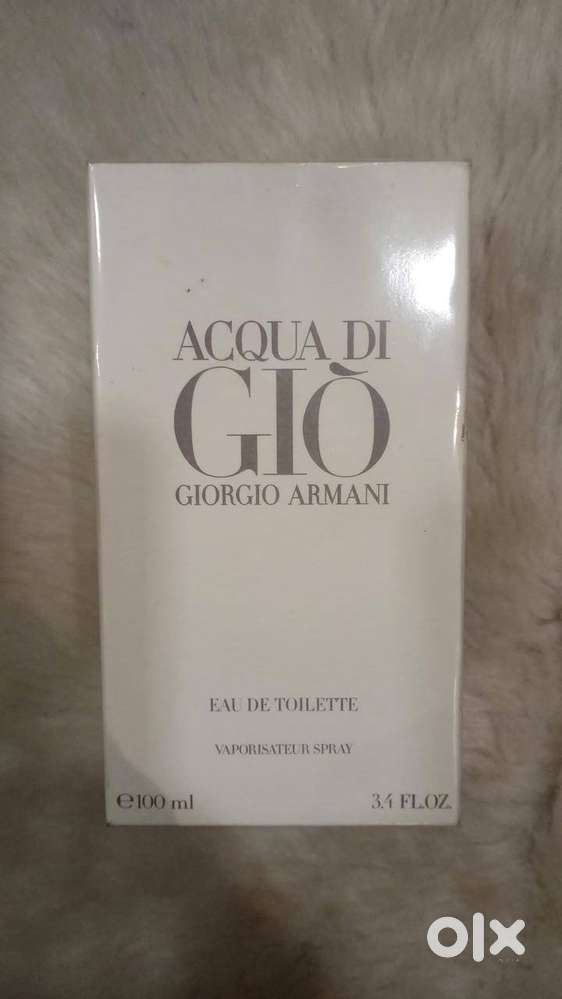 ACQUA DI
GIÒ
GIORGIO ARMANI
EAU DE TOILETTE
VAPORISATEUR SPRAY
℮100 ml 3.4 FL.OZ.
olx